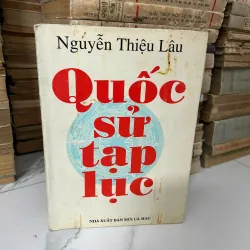 Nguyễn Thiệu Lâu
Quốc
sử
tạp
lục
NHÀ XUẤT BẢN MŨI CÀ MAU